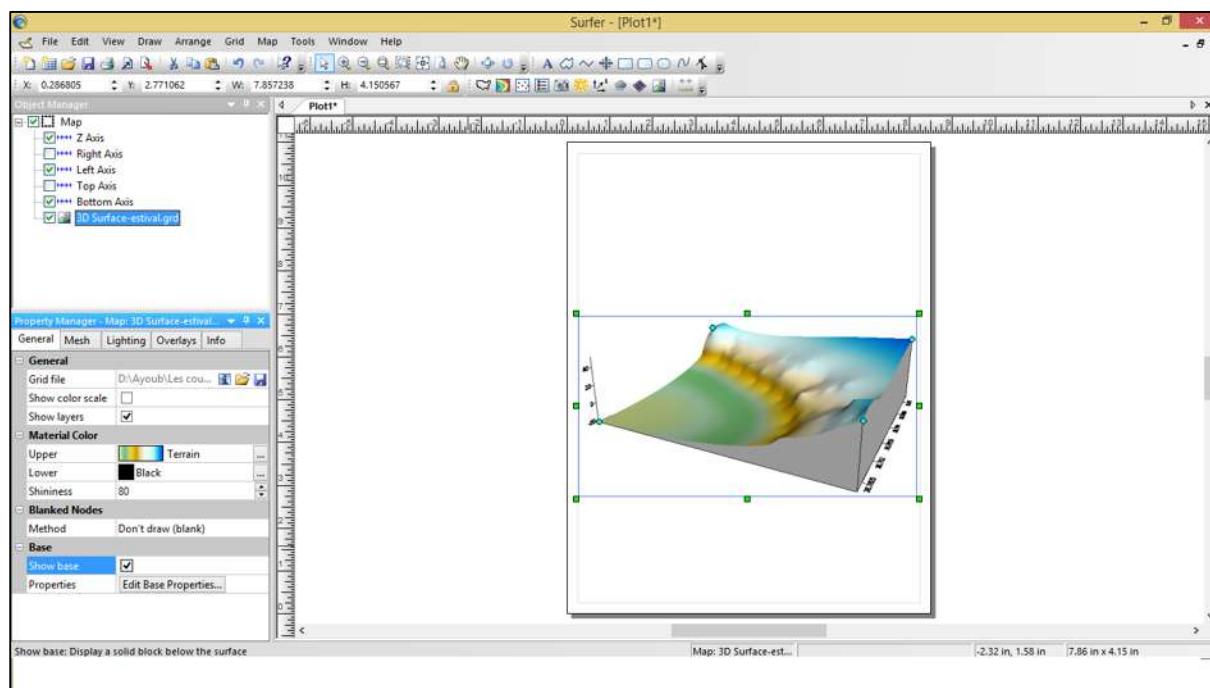 Surfer - [Plot1*]
File Edit View Draw Arrange Grid Map Tools Window Help
X: 0.286805 Y: 2.771062 W: 7.857238 H: 4.150567
Object Manager
Plot1*
Map
Z Axis
Right Axis
Left Axis
Top Axis
Bottom Axis
3D Surface-estival.grd
Property Manager - Map: 3D Surface-estival...
General Mesh Lighting Overlays Info
General
Grid file D:\Ayoub\Les cou...
Show color scale
Show layers
Material Color
Upper Terrain ...
Lower Black ...
Shininess 80
Blanked Nodes
Method Don't draw (blank)
Base
Show base
Properties Edit Base Properties...
Show base: Display a solid block below the surface Map: 3D Surface-est... -2.32 in, 1.58 in 7.86 in x 4.15 in